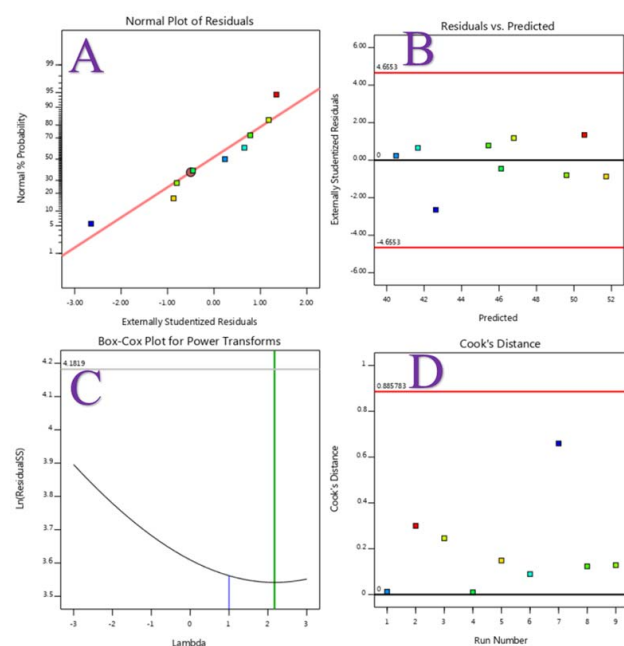 Normal Plot of Residuals
A
Normal % Probability
99
95
90
80
70
50
30
20
10
5
1
-3.00 -2.00 -1.00 0.00 1.00 2.00
Externally Studentized Residuals
Residuals vs. Predicted
B
Externally Studentized Residuals
6.00
4.6553
4.00
2.00
0
0.00
-2.00
-4.00
-4.6553
-6.00
40 42 44 46 48 50 52
Predicted
Box-Cox Plot for Power Transforms
C
Ln(ResidualSS)
4.2
4.1819
4.1
4
3.9
3.8
3.7
3.6
3.5
-3 -2 -1 0 1 2 3
Lambda
Cook's Distance
D
Cook's Distance
1
0.885783
0.8
0.6
0.4
0.2
0
0
1 2 3 4 5 6 7 8 9
Run Number